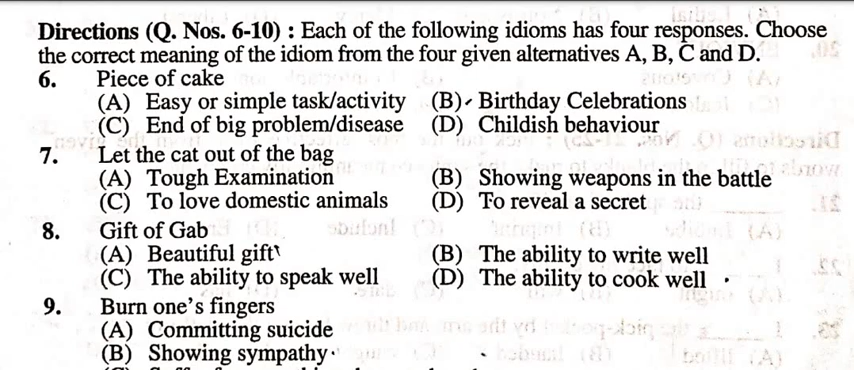 Directions (Q. Nos. 6-10) : Each of the following idioms has four responses. Choose
the correct meaning of the idiom from the four given alternatives A, B, C and D.
6. Piece of cake
(A) Easy or simple task/activity (B) Birthday Celebrations
(C) End of big problem/disease (D) Childish behaviour
7. Let the cat out of the bag
(A) Tough Examination (B) Showing weapons in the battle
(C) To love domestic animals (D) To reveal a secret
8. Gift of Gab
(A) Beautiful gift (B) The ability to write well
(C) The ability to speak well (D) The ability to cook well
9. Burn one's fingers
(A) Committing suicide
(B) Showing sympathy